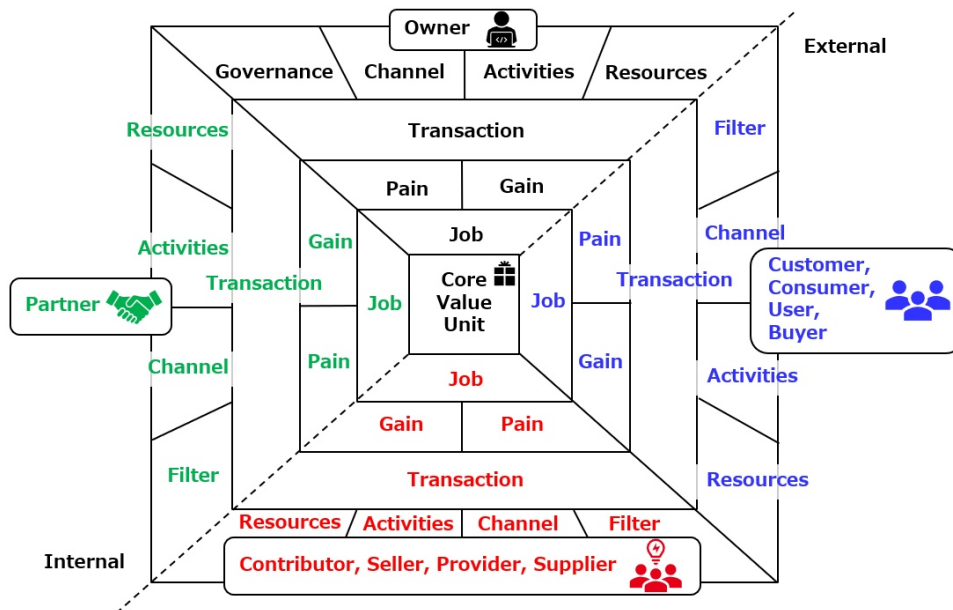 Owner
External
Governance
Channel
Activities
Resources
Resources
Transaction
Filter
Pain
Gain
Activities
Gain
Job
Pain
Channel
Transaction
Core
Value
Unit
Transaction
Partner
Job
Job
Customer,
Consumer,
User,
Buyer
Channel
Pain
Job
Gain
Activities
Gain
Pain
Filter
Transaction
Resources
Resources
Activities
Channel
Filter
Internal
Contributor, Seller, Provider, Supplier